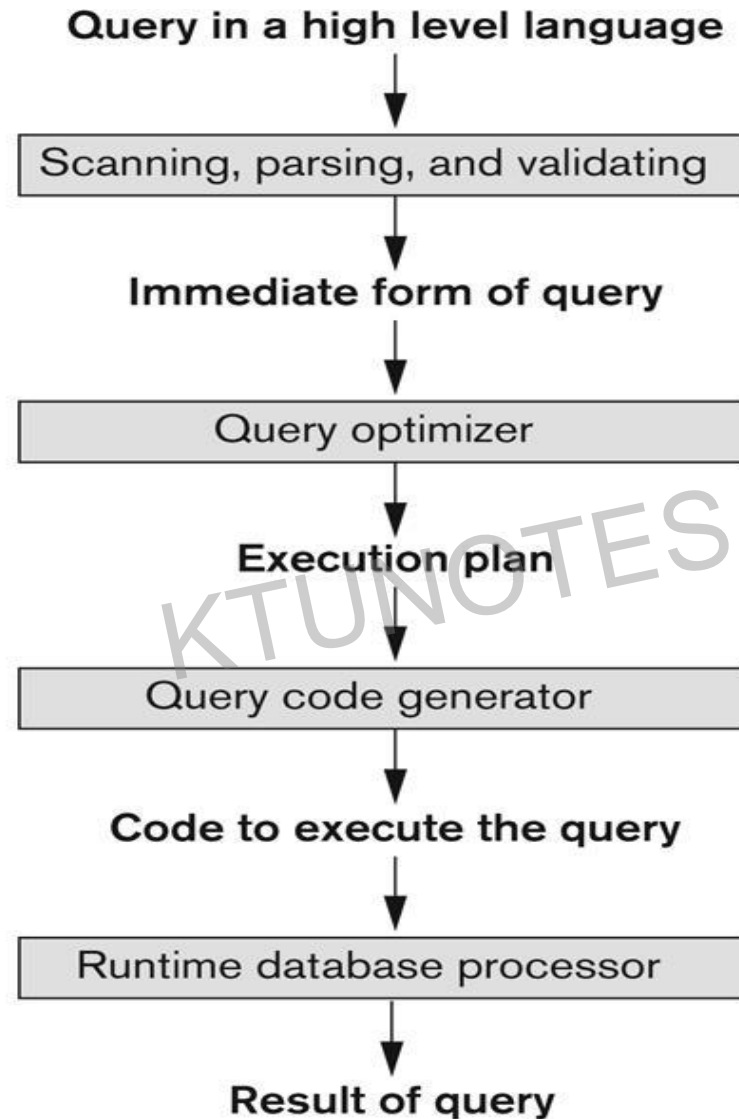 Query in a high level language
Scanning, parsing, and validating
Immediate form of query
Query optimizer
Execution plan
KTUNOTES
Query code generator
Code to execute the query
Runtime database processor
Result of query